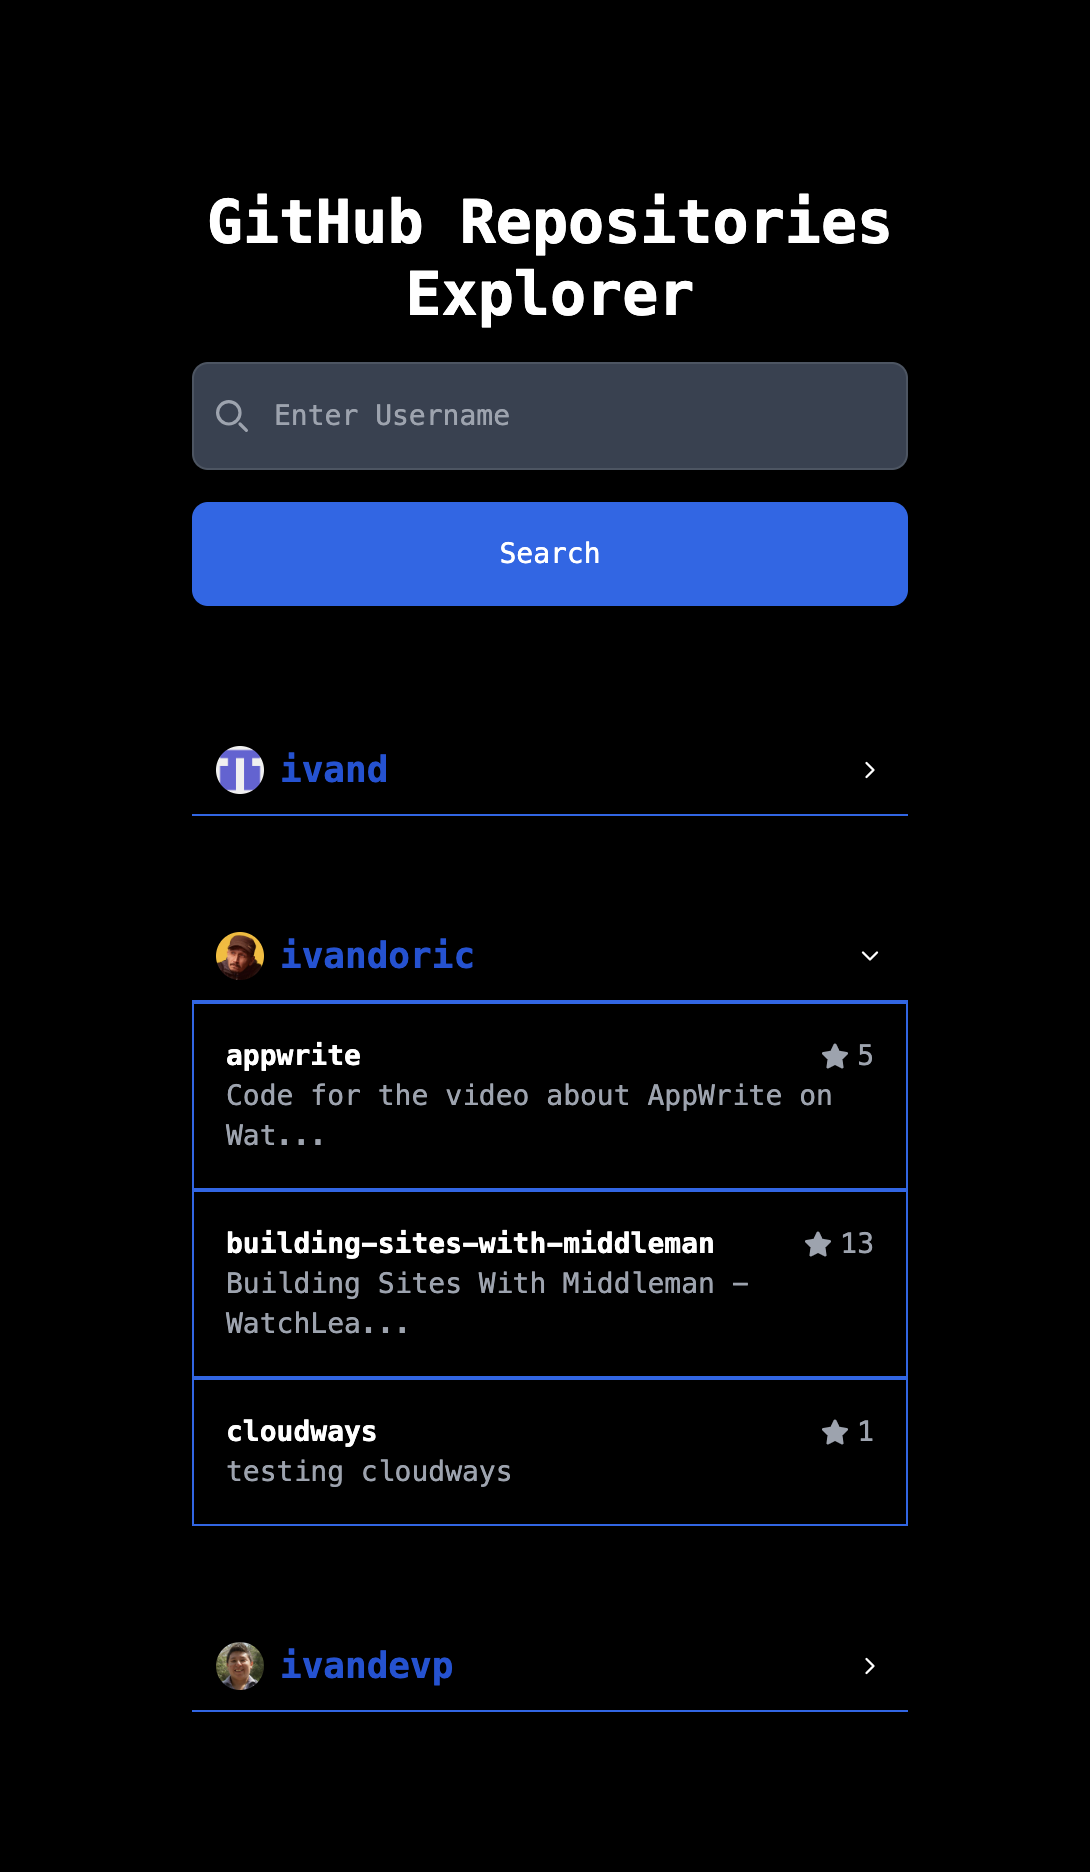 GitHub Repositories
Explorer
Enter Username
Search
ivand
ivandoric
appwrite 5
Code for the video about AppWrite on
Wat...
building-sites-with-middleman 13
Building Sites With Middleman -
WatchLea...
cloudways 1
testing cloudways
ivandevp